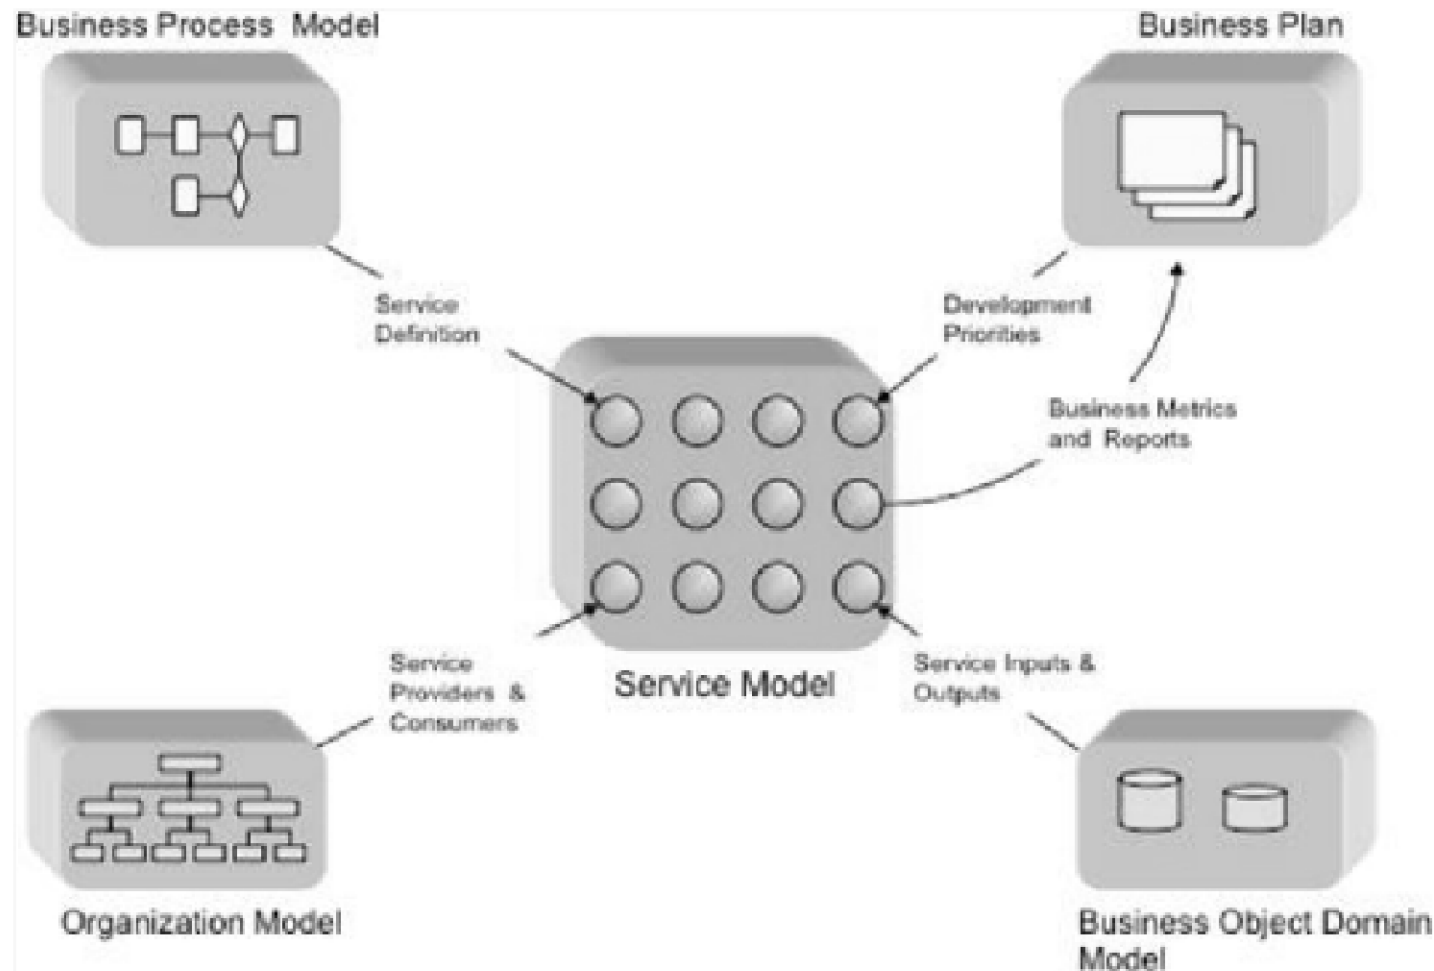 Business Process Model
Business Plan
Service
Definition
Development
Priorities
Business Metrics
and Reports
Service
Providers &
Consumers
Service Model
Service Inputs &
Outputs
Organization Model
Business Object Domain
Model